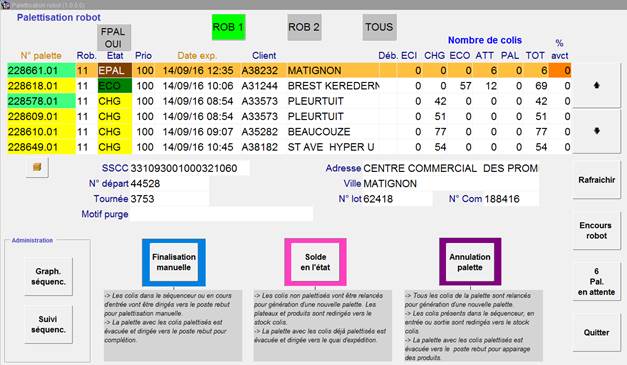 Palettisation robot (1.0.5.0)
Palettisation robot
FPAL
OUI
ROB 1
ROB 2
TOUS
Nombre de colis
N° palette Rob. Etat Prio Date exp. Client Déb. ECI CHG ECO ATT PAL TOT % avct
228661.01 11 EPAL 100 14/09/16 12:35 A38232 MATIGNON 0 0 0 6 0 6 0
228618.01 11 ECO 100 14/09/16 10:06 A31244 BREST KEREDERN 0 0 57 12 0 69 0
228578.01 11 CHG 100 14/09/16 08:54 A33573 PLEURTUIT 0 42 0 0 0 42 0
228609.01 11 CHG 100 14/09/16 08:54 A33573 PLEURTUIT 0 51 0 0 0 51 0
228610.01 11 CHG 100 14/09/16 09:07 A35282 BEAUCOUZE 0 77 0 0 0 77 0
228649.01 11 CHG 100 14/09/16 10:45 A38182 ST AVE HYPER U 0 54 0 0 0 54 0
SSCC 331093001000321060 Adresse CENTRE COMMERCIAL DES PROM
N° départ 44528 Ville MATIGNON
Tournée 3753 N° lot 62418 N° Com 188416
Motif purge
Rafraichir
Encours
robot
6
Pal.
en attente
Quitter
Administration
Graph.
séquenc.
Suivi
séquenc.
Finalisation
manuelle
-> Les colis dans le séquenceur ou en cours
d'entrée vont être dirigés vers le poste rebut
pour palettisation manuelle.
-> La palette avec les colis palettisés est
évacuée et dirigée vers le poste rebut pour
complétion.
Solde
en l'état
-> Les colis non palettisés vont être relancés
pour génération d'une nouvelle palette. Les
plateaux et produits sont redirigés vers le
stock colis.
-> La palette avec les colis déjà palettisés est
évacuée et dirigée vers le quai d'expédition.
Annulation
palette
-> Tous les colis de la palette sont relancés
pour génération d'une nouvelle palette.
-> Les colis présents dans le séquenceur, en
entrée ou sortie sont redirigés vers le stock
colis.
-> La palette avec les colis palettisés est
évacuée vers le poste rebut pour appairage
des produits.